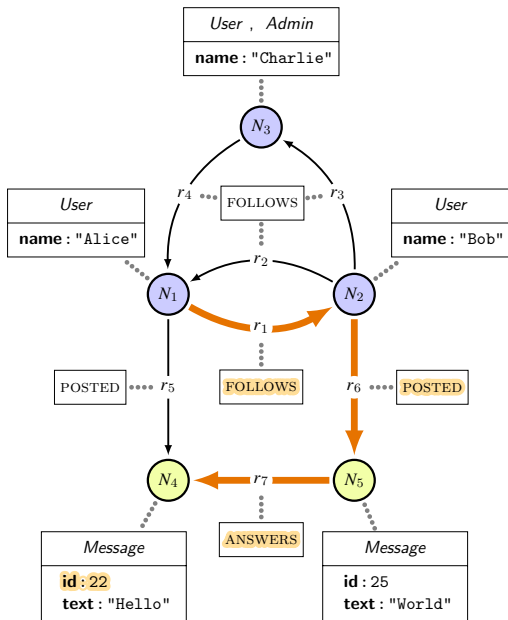 User , Admin
name : "Charlie"
N3
r4
FOLLOWS
r3
User
name : "Alice"
User
name : "Bob"
r2
N1
N2
r1
POSTED
r5
FOLLOWS
r6
POSTED
N4
r7
N5
ANSWERS
Message
id : 22
text : "Hello"
Message
id : 25
text : "World"